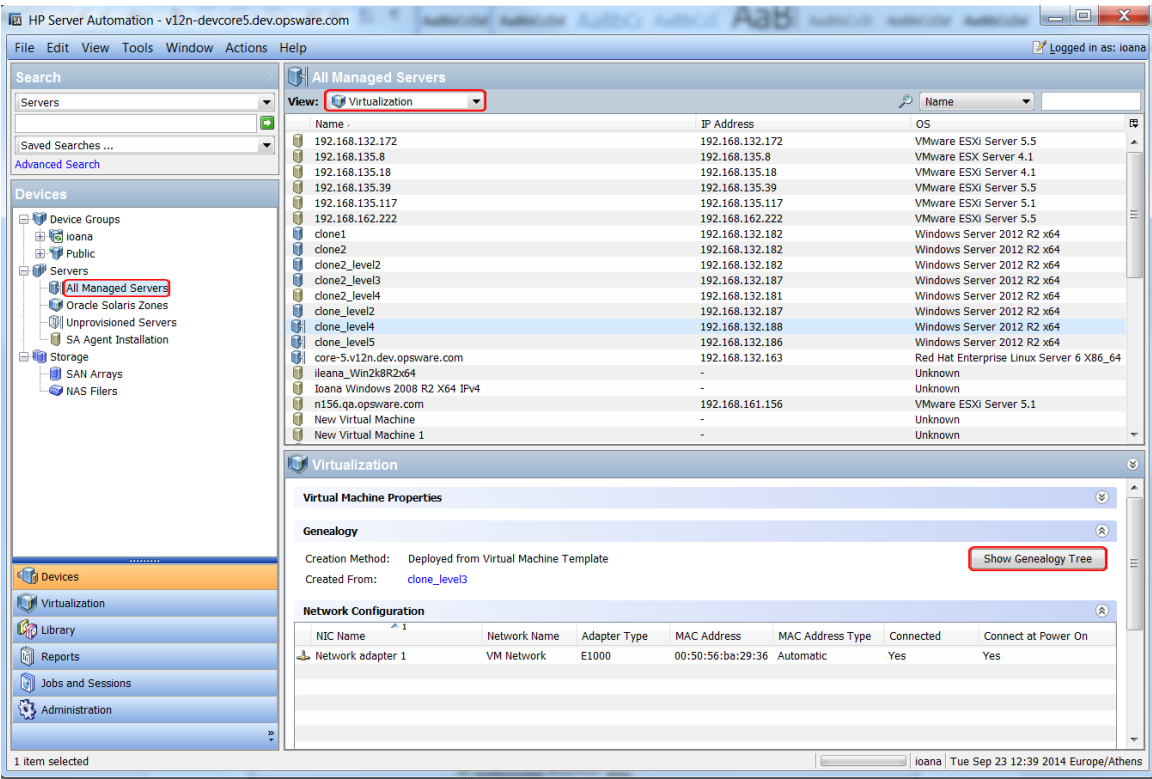 HP Server Automation - v12n-devcore5.dev.opsware.com
File Edit View Tools Window Actions Help
Logged in as: ioana
Search
Servers
Saved Searches ...
Advanced Search
Devices
Device Groups
ioana
Public
Servers
All Managed Servers
Oracle Solaris Zones
Unprovisioned Servers
SA Agent Installation
Storage
SAN Arrays
NAS Filers
Devices
Virtualization
Library
Reports
Jobs and Sessions
Administration
All Managed Servers
View: Virtualization Name
Name IP Address OS
192.168.132.172 192.168.132.172 VMware ESXi Server 5.5
192.168.135.8 192.168.135.8 VMware ESX Server 4.1
192.168.135.18 192.168.135.18 VMware ESXi Server 4.1
192.168.135.39 192.168.135.39 VMware ESXi Server 5.5
192.168.135.117 192.168.135.117 VMware ESXi Server 5.1
192.168.162.222 192.168.162.222 VMware ESXi Server 5.5
clone1 192.168.132.182 Windows Server 2012 R2 x64
clone2 192.168.132.182 Windows Server 2012 R2 x64
clone2_level2 192.168.132.182 Windows Server 2012 R2 x64
clone2_level3 192.168.132.187 Windows Server 2012 R2 x64
clone2_level4 192.168.132.181 Windows Server 2012 R2 x64
clone_level2 192.168.132.187 Windows Server 2012 R2 x64
clone_level4 192.168.132.188 Windows Server 2012 R2 x64
clone_level5 192.168.132.186 Windows Server 2012 R2 x64
core-5.v12n.dev.opsware.com 192.168.132.163 Red Hat Enterprise Linux Server 6 X86_64
ileana_Win2k8R2x64 - Unknown
Ioana Windows 2008 R2 X64 IPv4 - Unknown
n156.qa.opsware.com 192.168.161.156 VMware ESXi Server 5.1
New Virtual Machine - Unknown
New Virtual Machine 1 - Unknown
Virtualization
Virtual Machine Properties
Genealogy
Creation Method: Deployed from Virtual Machine Template
Show Genealogy Tree
Created From: clone_level3
Network Configuration
NIC Name 1 Network Name Adapter Type MAC Address MAC Address Type Connected Connect at Power On
Network adapter 1 VM Network E1000 00:50:56:ba:29:36 Automatic Yes Yes
1 item selected
ioana Tue Sep 23 12:39 2014 Europe/Athens